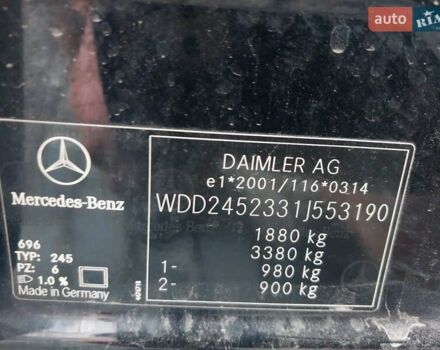 auto RIA
DAIMLER AG
e1*2001/116*0314
WDD2452331J553190
1880 kg
3380 kg
1- 980 kg
2- 900 kg
Mercedes-Benz
696
TYP: 245
PZ: 6
1.0 %
Made in Germany